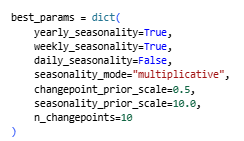 best_params = dict(
    yearly_seasonality=True,
    weekly_seasonality=True,
    daily_seasonality=False,
    seasonality_mode="multiplicative",
    changepoint_prior_scale=0.5,
    seasonality_prior_scale=10.0,
    n_changepoints=10
)